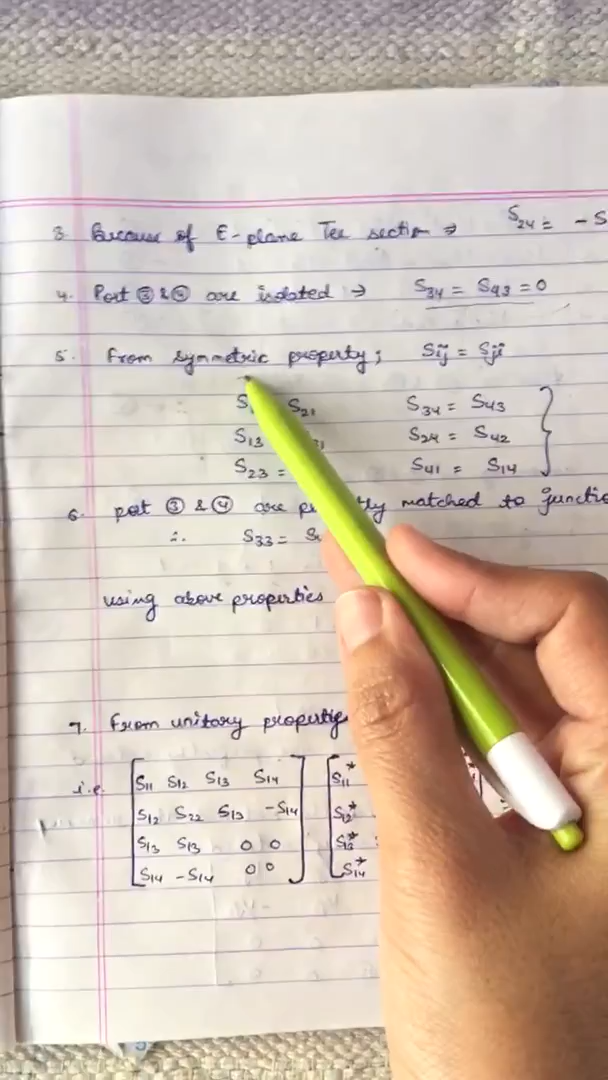 3. Because of E-plane Tee section ⇒ S24 = - S
4. Port ③ & ④ are isolated → S34 = S43 = 0
5. From symmetric property; Sij = Sji
S21 S34 = S43
S13 S24 = S42
S23 = S41 = S14
6. port ③ & ④ are matched to
∴ S33 =
using above properties
7. From unitary
i.e. S11 S12 S13 S14 S11*
S12 S22 S13 -S14 S12*
S13 S13 0 0 S13*
S14 -S14 0 0 S14*